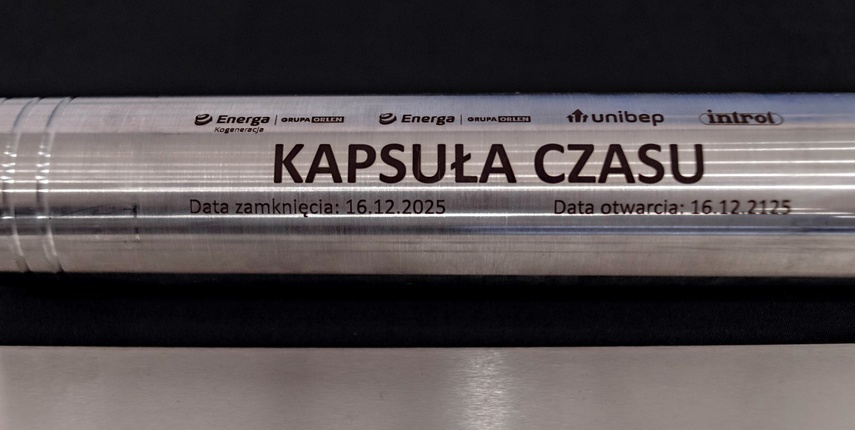 Energa | GRUPA ORLEN Energa | GRUPA ORLEN unibep introl
Kogeneracja
KAPSUŁA CZASU
Data zamknięcia: 16.12.2025 Data otwarcia: 16.12.2125